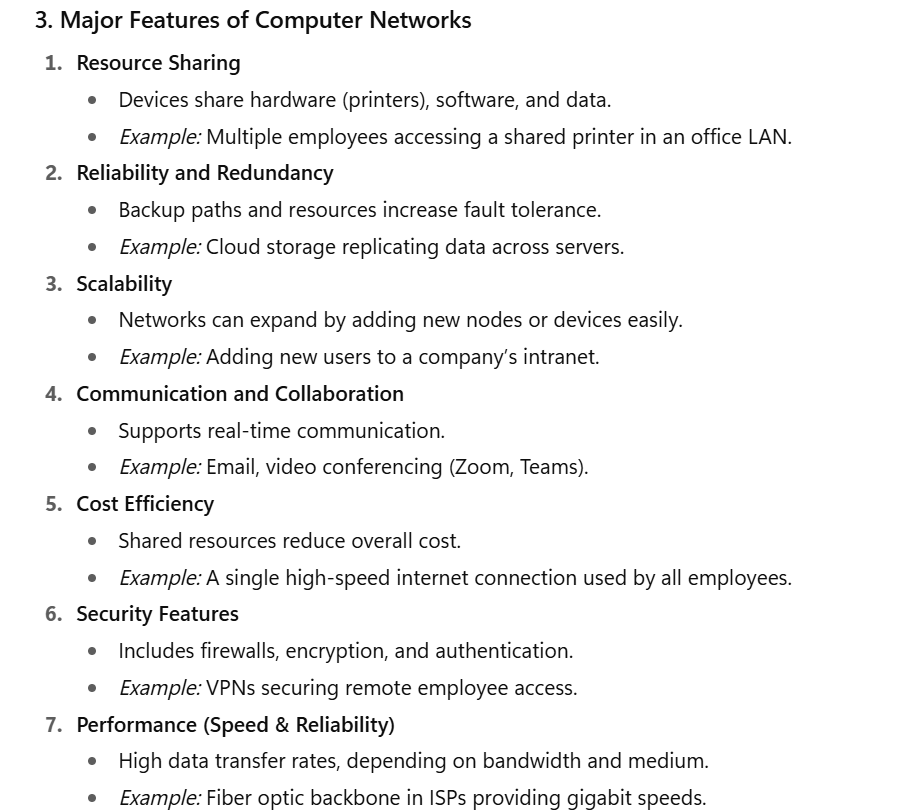 3. Major Features of Computer Networks
1. Resource Sharing
• Devices share hardware (printers), software, and data.
• Example: Multiple employees accessing a shared printer in an office LAN.
2. Reliability and Redundancy
• Backup paths and resources increase fault tolerance.
• Example: Cloud storage replicating data across servers.
3. Scalability
• Networks can expand by adding new nodes or devices easily.
• Example: Adding new users to a company’s intranet.
4. Communication and Collaboration
• Supports real-time communication.
• Example: Email, video conferencing (Zoom, Teams).
5. Cost Efficiency
• Shared resources reduce overall cost.
• Example: A single high-speed internet connection used by all employees.
6. Security Features
• Includes firewalls, encryption, and authentication.
• Example: VPNs securing remote employee access.
7. Performance (Speed & Reliability)
• High data transfer rates, depending on bandwidth and medium.
• Example: Fiber optic backbone in ISPs providing gigabit speeds.